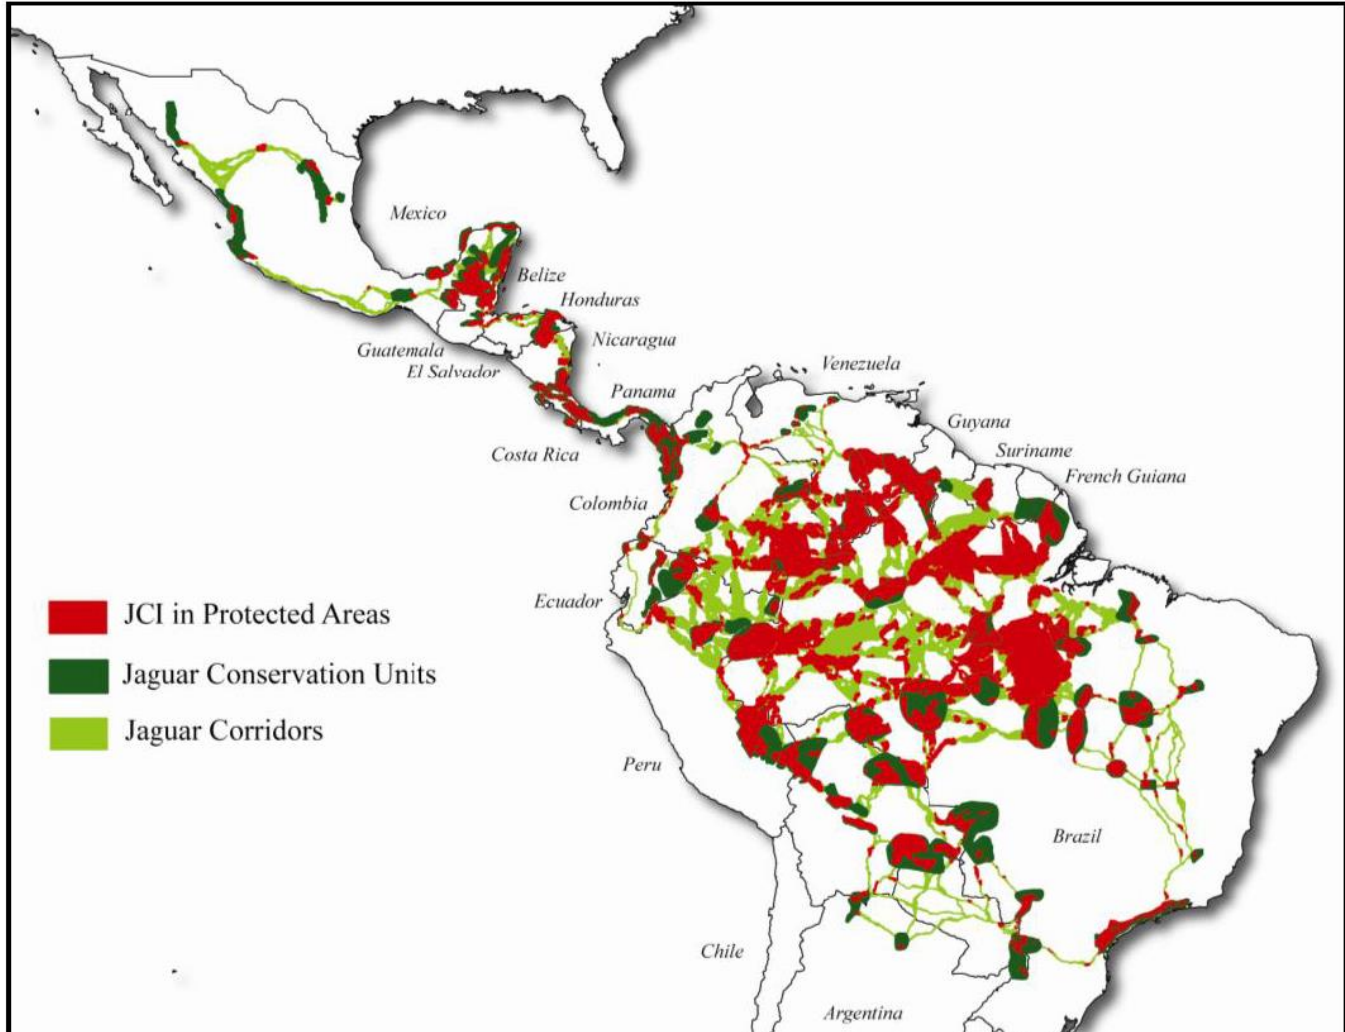 Mexico
Belize
Honduras
Nicaragua
Guatemala
El Salvador
Panama
Costa Rica
Venezuela
Guyana
Suriname
French Guiana
Colombia
Ecuador
JCI in Protected Areas
Jaguar Conservation Units
Jaguar Corridors
Peru
Brazil
Chile
Argentina